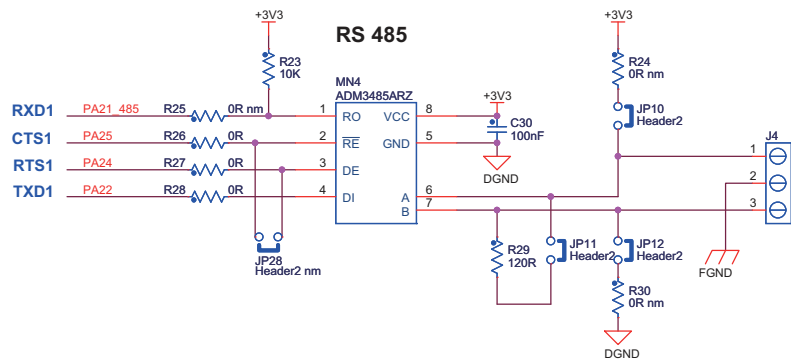 RS 485
+3V3
R23
10K
MN4
ADM3485ARZ
+3V3
R24
0R nm
JP10
Header2
J4
RXD1 PA21_485 R25 0R nm 1 RO VCC 8
CTS1 PA25 R26 0R 2 RE GND 5
RTS1 PA24 R27 0R 3 DE
TXD1 PA22 R28 0R 4 DI
A 6
B 7
+3V3
C30
100nF
DGND
1
2
3
JP28
Header2 nm
R29
120R
JP11
Header2
JP12
Header2
FGND
R30
0R nm
DGND